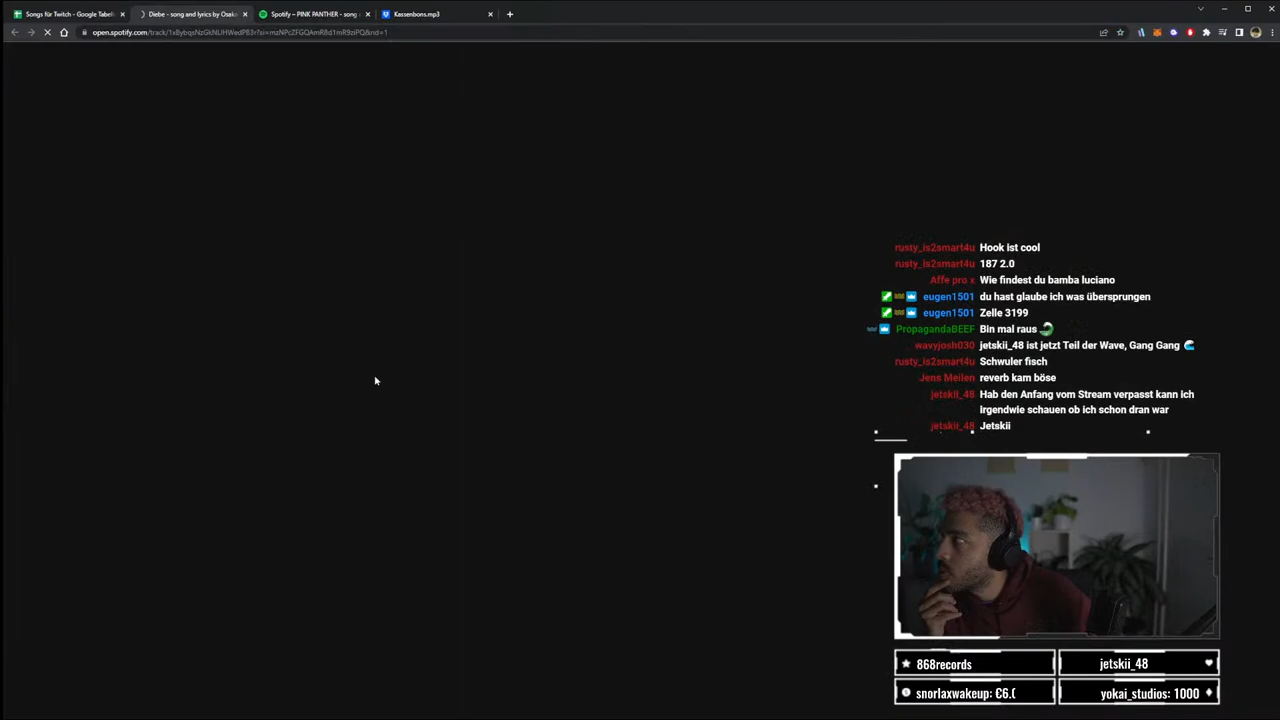 Songs für Twitch - Google Tabell
Diebe - song and lyrics by Osak
Spotify – PINK PANTHER - song
Kassenbons.mp3
rusty_is2smart4u Hook ist cool
rusty_is2smart4u 187 2.0
Affe pro x Wie findest du bamba luciano
eugen1501 du hast glaube ich was übersprungen
eugen1501 Zelle 3199
PropagandaBEEF Bin mal raus
wavyjosh030 jetskii_48 ist jetzt Teil der Wave, Gang Gang
rusty_is2smart4u Schwuler fisch
Jens Meilen reverb kam böse
jetskii_48 Hab den Anfang vom Stream verpasst kann ich
Irgendwie schauen ob ich schon dran war
jetskii_48 Jetskii
868records
jetskii_48
snorlaxwakeup: €6.0
yokai_studios: 1000